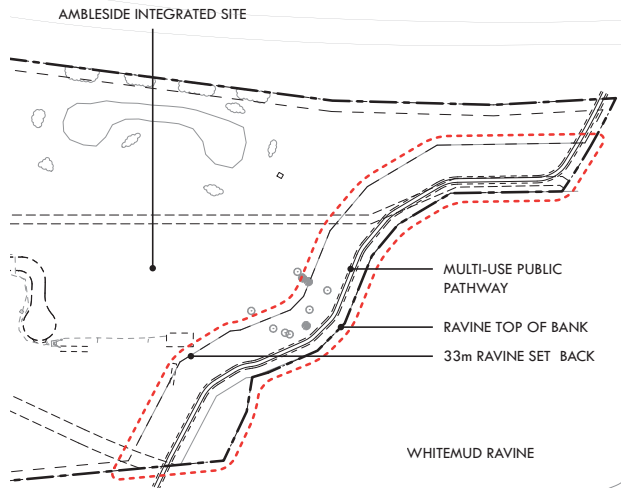 AMBLESIDE INTEGRATED SITE
MULTI-USE PUBLIC
PATHWAY
RAVINE TOP OF BANK
33m RAVINE SET BACK
WHITEMUD RAVINE